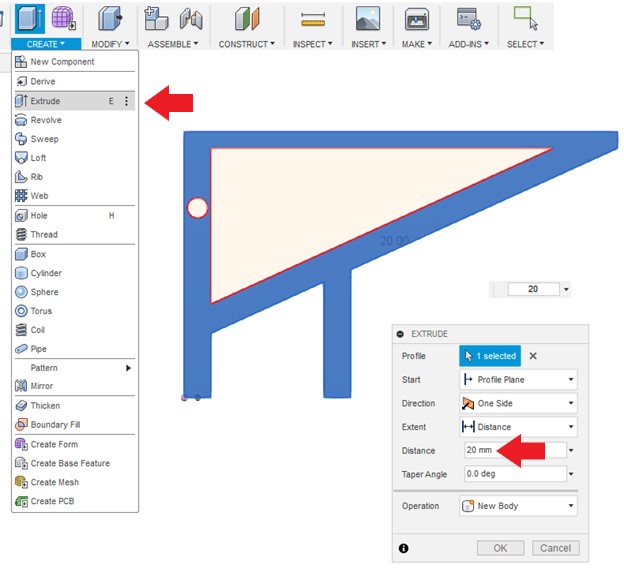 CREATE ▾ MODIFY ▾ ASSEMBLE ▾ CONSTRUCT ▾ INSPECT ▾ INSERT ▾ MAKE ▾ ADD-INS ▾ SELECT ▾
New Component
Derive
Extrude E
Revolve
Sweep
Loft
Rib
Web
Hole H
Thread
Box
Cylinder
Sphere
Torus
Coil
Pipe
Pattern
Mirror
Thicken
Boundary Fill
Create Form
Create Base Feature
Create Mesh
Create PCB
20.00
20
EXTRUDE
Profile 1 selected
Start Profile Plane
Direction One Side
Extent Distance
Distance 20 mm
Taper Angle 0.0 deg
Operation New Body
OK Cancel